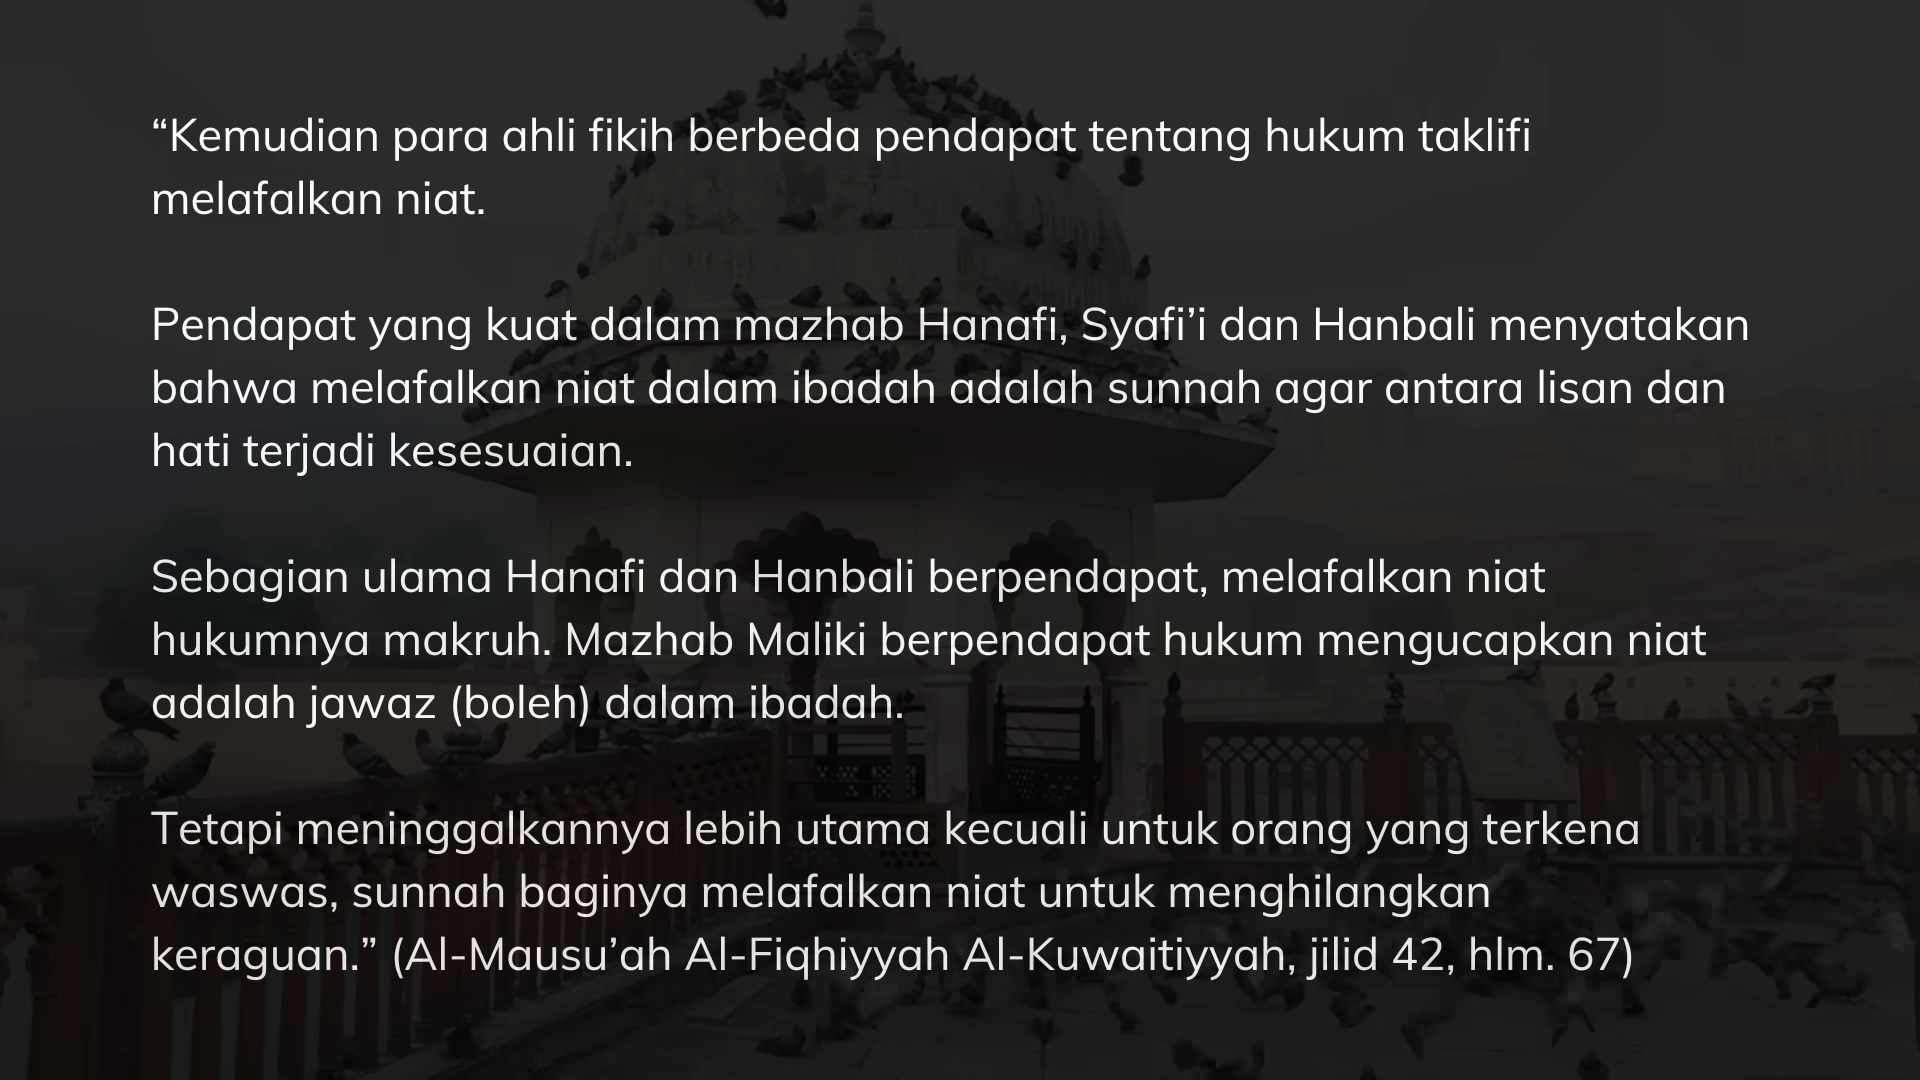 “Kemudian para ahli fikih berbeda pendapat tentang hukum taklifi
melafalkan niat.
Pendapat yang kuat dalam mazhab Hanafi, Syafi’i dan Hanbali menyatakan
bahwa melafalkan niat dalam ibadah adalah sunnah agar antara lisan dan
hati terjadi kesesuaian.
Sebagian ulama Hanafi dan Hanbali berpendapat, melafalkan niat
hukumnya makruh. Mazhab Maliki berpendapat hukum mengucapkan niat
adalah jawaz (boleh) dalam ibadah.
Tetapi meninggalkannya lebih utama kecuali untuk orang yang terkena
waswas, sunnah baginya melafalkan niat untuk menghilangkan
keraguan.” (Al-Mausu’ah Al-Fiqhiyyah Al-Kuwaitiyyah, jilid 42, hlm. 67)